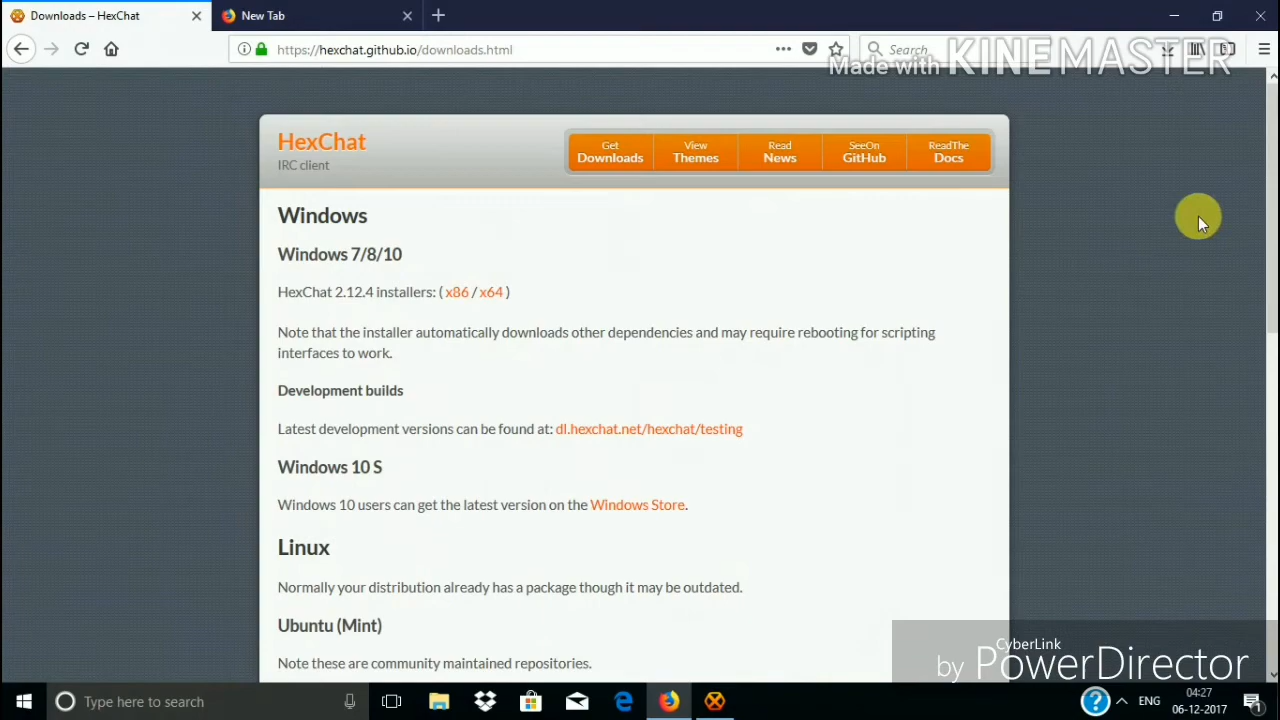 Downloads – HexChat
New Tab
https://hexchat.github.io/downloads.html
Search
Made with KINEMASTER
HexChat
IRC client
Get Downloads
View Themes
Read News
SeeOn GitHub
ReadThe Docs
Windows
Windows 7/8/10
HexChat 2.12.4 installers: ( x86 / x64 )
Note that the installer automatically downloads other dependencies and may require rebooting for scripting
interfaces to work.
Development builds
Latest development versions can be found at: dl.hexchat.net/hexchat/testing
Windows 10 S
Windows 10 users can get the latest version on the Windows Store.
Linux
Normally your distribution already has a package though it may be outdated.
Ubuntu (Mint)
Note these are community maintained repositories.
CyberLink
by PowerDirector
Type here to search
ENG
04:27
06-12-2017
1